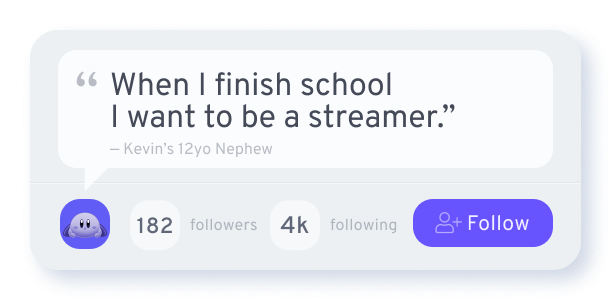 “ When I finish school
I want to be a streamer.”
– Kevin’s 12yo Nephew
182 followers 4k following Follow